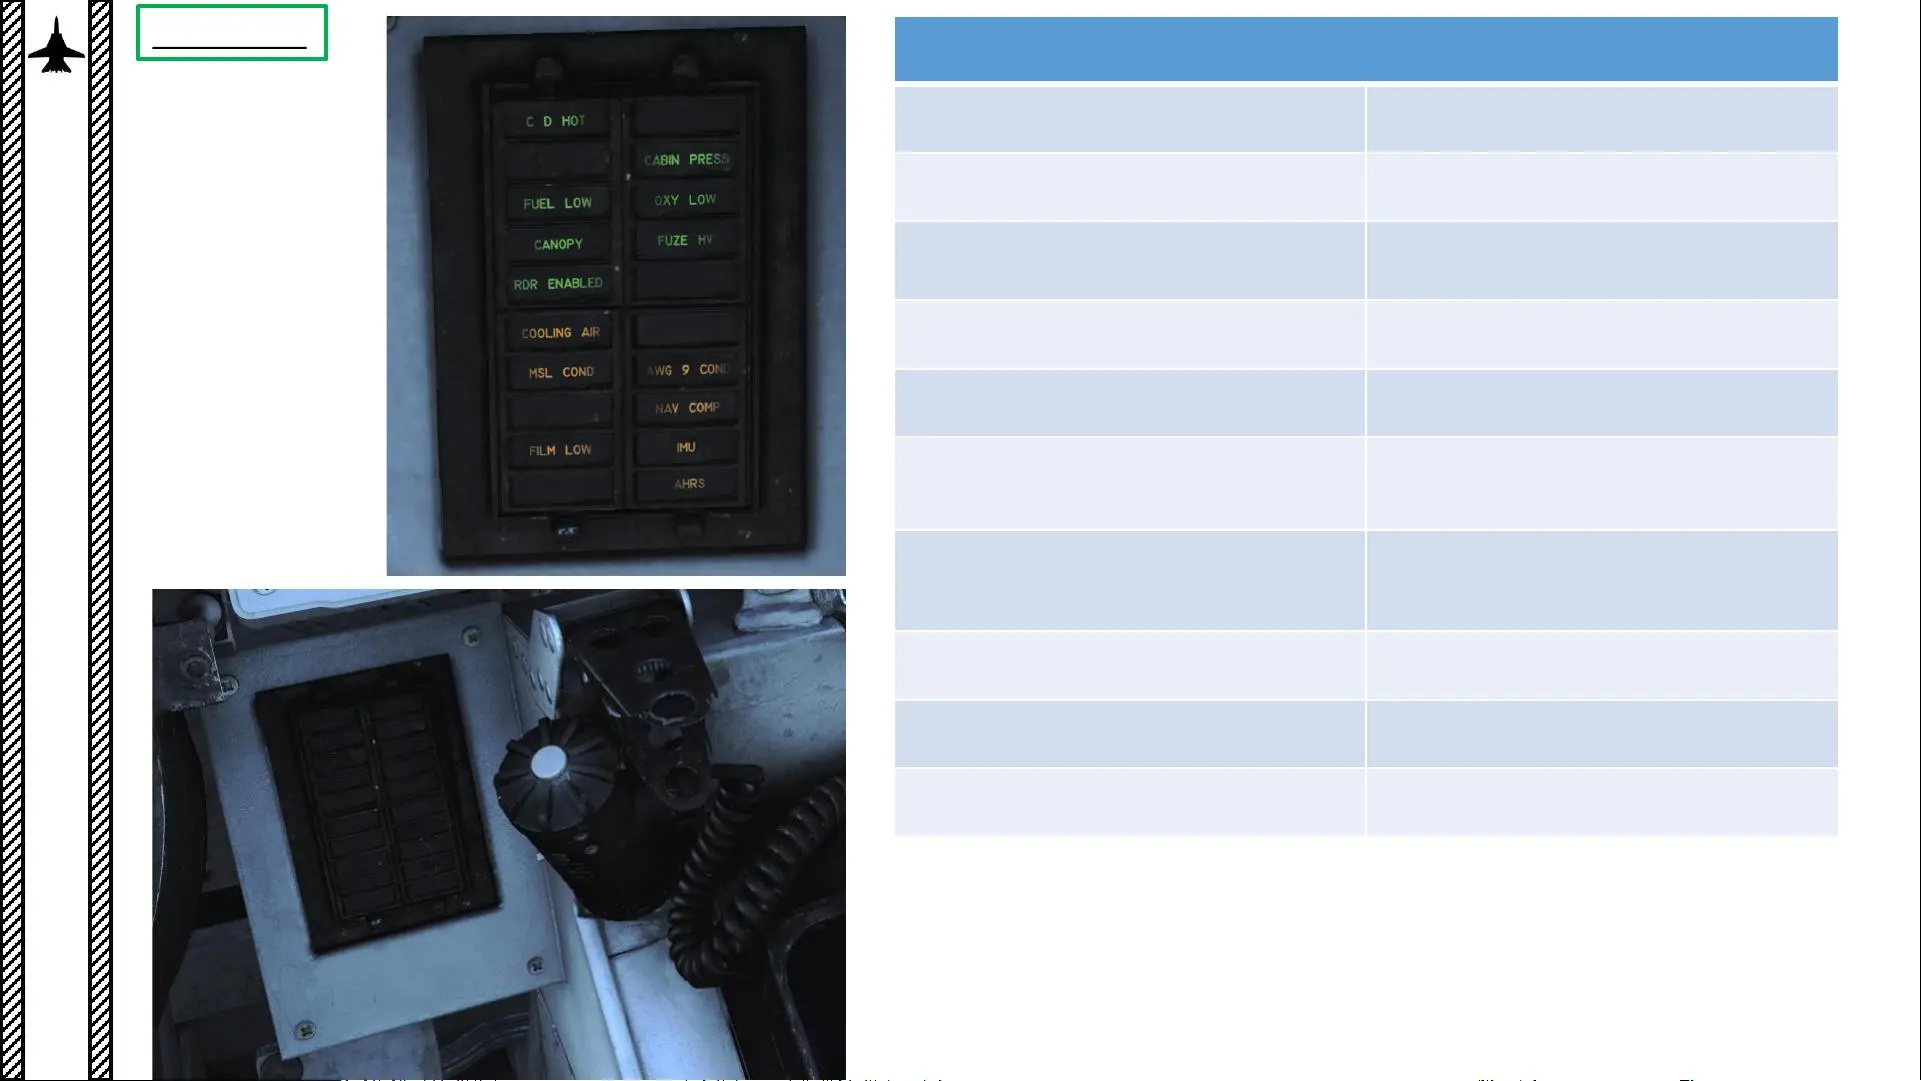 C D HOT
CABIN PRESS
FUEL LOW
OXY LOW
CANOPY
FUZE HV
RDR ENABLED
COOLING AIR
MSL COND
AWG 9 COND
NAV COMP
FILM LOW
IMU
AHRS